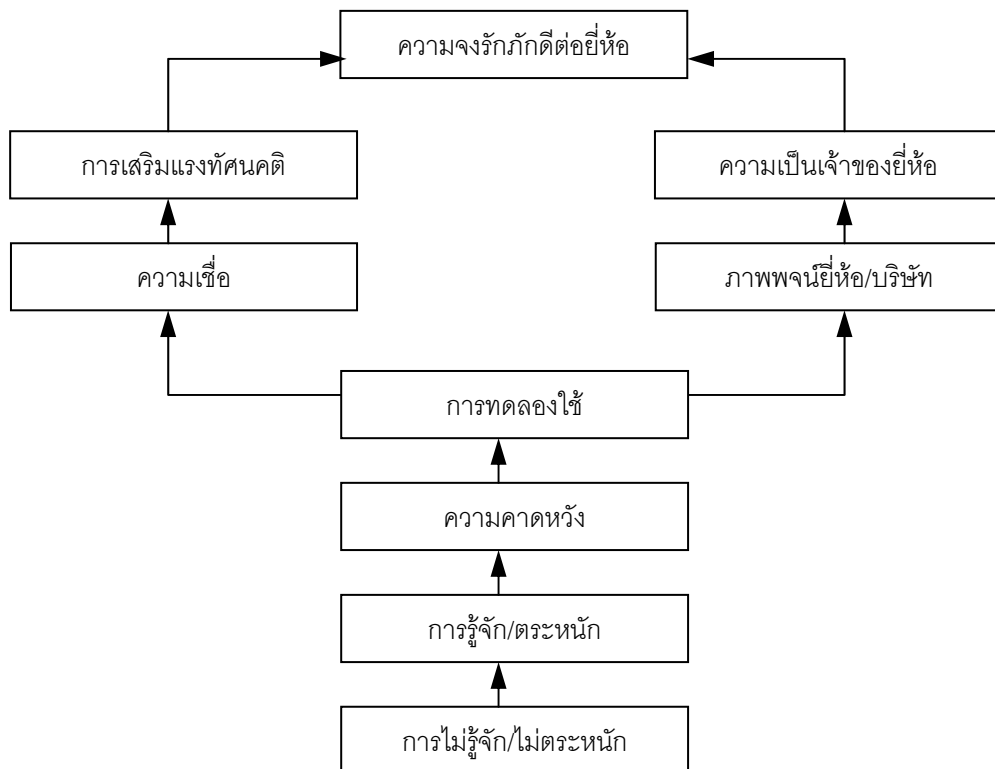 ความจงรักภักดีต่อยี่ห้อ
การเสริมแรงทัศนคติ
ความเป็นเจ้าของยี่ห้อ
ความเชื่อ
ภาพพจน์ยี่ห้อ/บริษัท
การทดลองใช้
ความคาดหวัง
การรู้จัก/ตระหนัก
การไม่รู้จัก/ไม่ตระหนัก